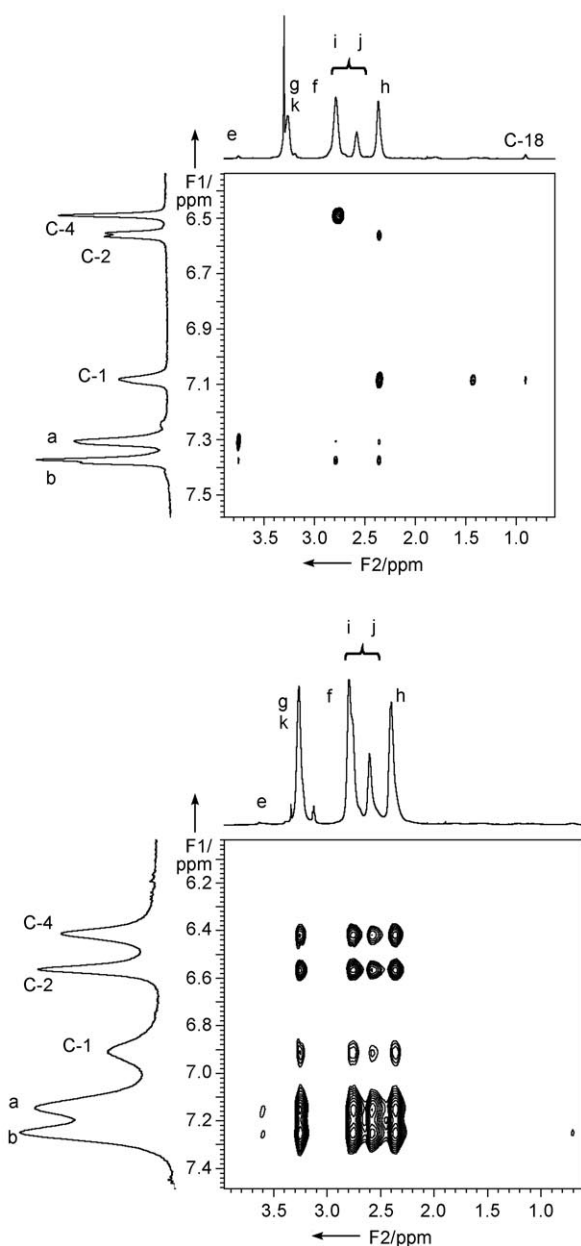 i j
g f h
k
e C-18
F1/
ppm
C-4 6.5
C-2
6.7
6.9
C-1 7.1
a 7.3
b 7.5
3.5 3.0 2.5 2.0 1.5 1.0
F2/ppm
i j
g f h
k
e
F1/
ppm
6.2
C-4 6.4
C-2 6.6
C-1 6.8
7.0
a
b 7.2
7.4
3.5 3.0 2.5 2.0 1.5 1.0
F2/ppm